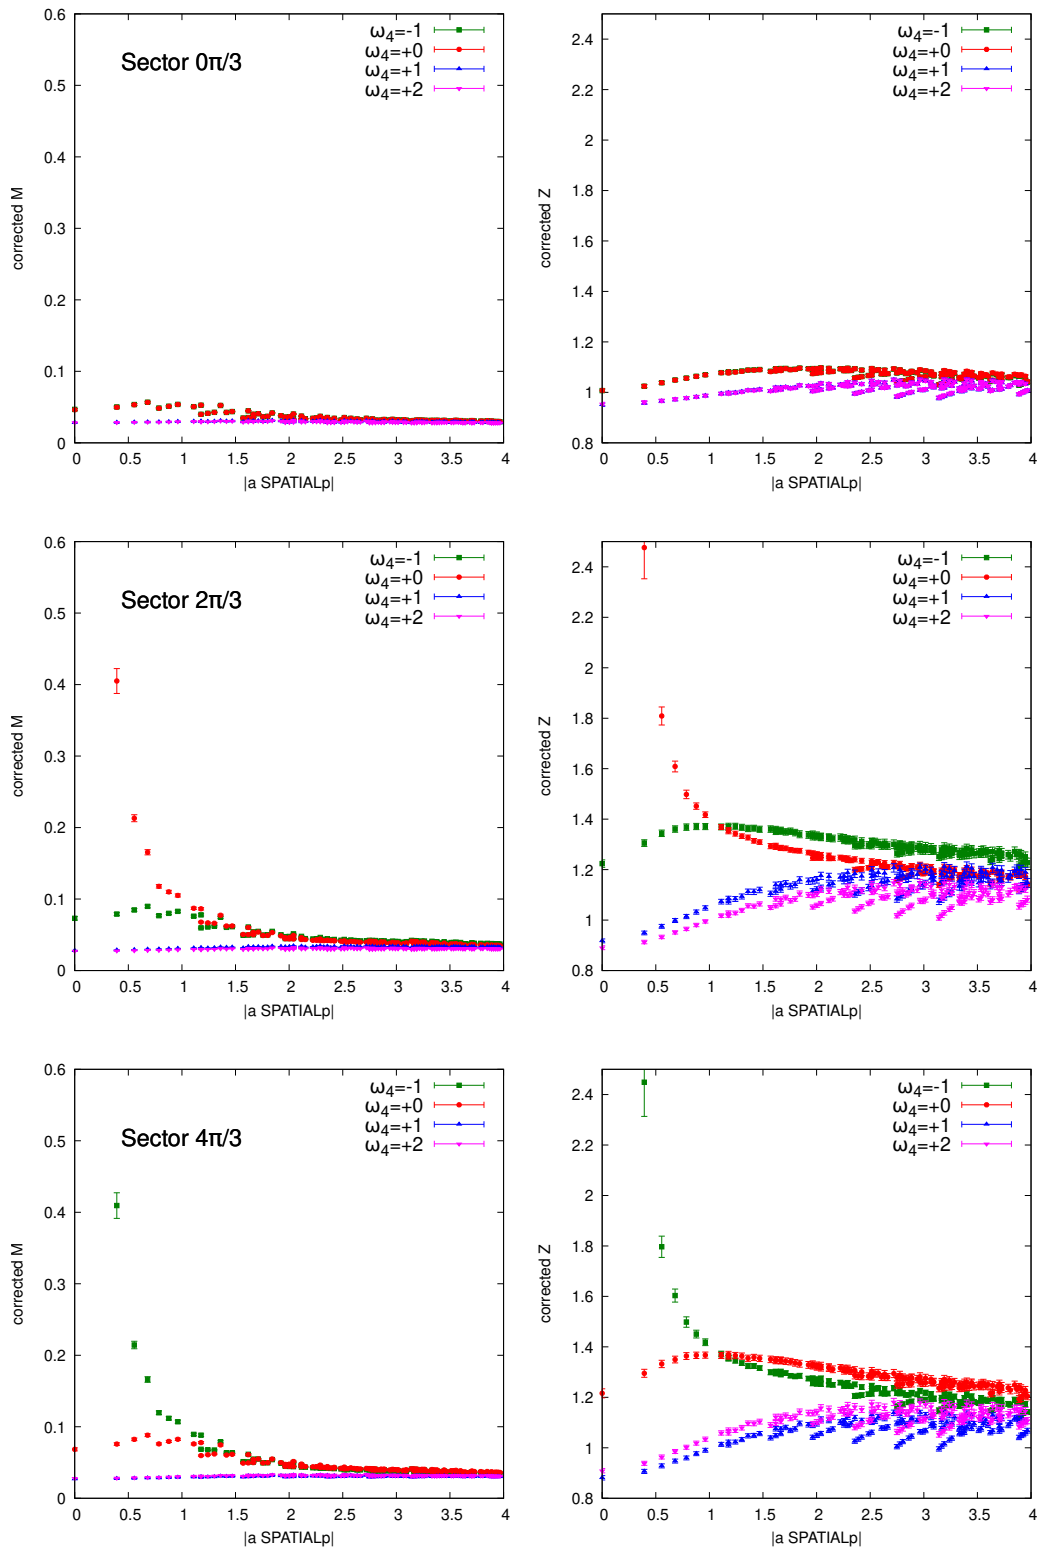 0.6
0.5
0.4
0.3
0.2
0.1
0
0 0.5 1 1.5 2 2.5 3 3.5 4
corrected M
|a SPATIALp|
Sector 0π/3
ω4=-1
ω4=+0
ω4=+1
ω4=+2
2.4
2.2
2
1.8
1.6
1.4
1.2
1
0.8
0 0.5 1 1.5 2 2.5 3 3.5 4
corrected Z
|a SPATIALp|
ω4=-1
ω4=+0
ω4=+1
ω4=+2
0.6
0.5
0.4
0.3
0.2
0.1
0
0 0.5 1 1.5 2 2.5 3 3.5 4
corrected M
|a SPATIALp|
Sector 2π/3
ω4=-1
ω4=+0
ω4=+1
ω4=+2
2.4
2.2
2
1.8
1.6
1.4
1.2
1
0.8
0 0.5 1 1.5 2 2.5 3 3.5 4
corrected Z
|a SPATIALp|
ω4=-1
ω4=+0
ω4=+1
ω4=+2
0.6
0.5
0.4
0.3
0.2
0.1
0
0 0.5 1 1.5 2 2.5 3 3.5 4
corrected M
|a SPATIALp|
Sector 4π/3
ω4=-1
ω4=+0
ω4=+1
ω4=+2
2.4
2.2
2
1.8
1.6
1.4
1.2
1
0.8
0 0.5 1 1.5 2 2.5 3 3.5 4
corrected Z
|a SPATIALp|
ω4=-1
ω4=+0
ω4=+1
ω4=+2